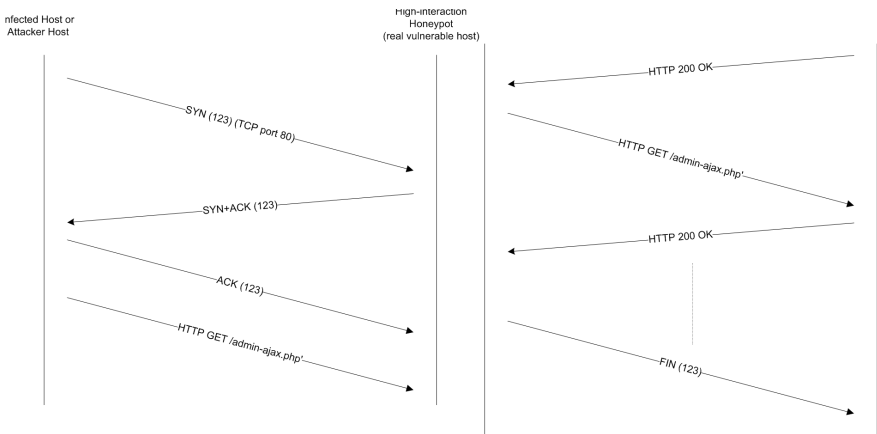 nfected Host or
Attacker Host
High-Interaction
Honeypot
(real vulnerable host)
SYN (123) (TCP port 80)
SYN+ACK (123)
ACK (123)
HTTP GET /admin-ajax.php'
HTTP 200 OK
HTTP GET /admin-ajax.php'
HTTP 200 OK
FIN (123)